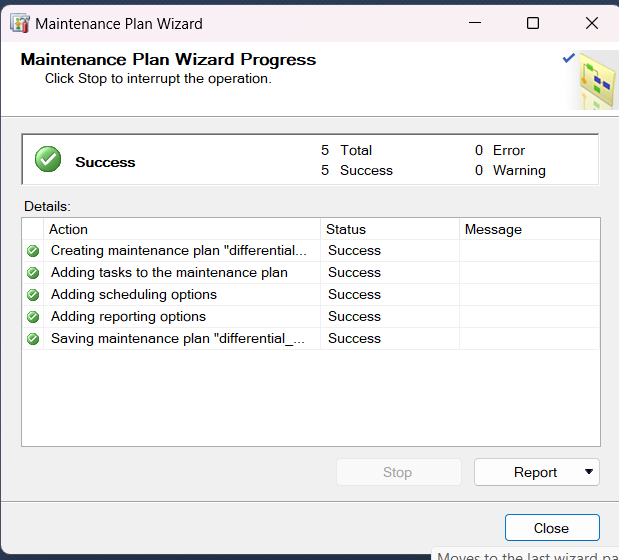 Maintenance Plan Wizard
Maintenance Plan Wizard Progress
Click Stop to interrupt the operation.
Success
5 Total 0 Error
5 Success 0 Warning
Details:
Action Status Message
Creating maintenance plan "differential... Success
Adding tasks to the maintenance plan Success
Adding scheduling options Success
Adding reporting options Success
Saving maintenance plan "differential_... Success
Stop Report
Close
Moves to the last wizard pa